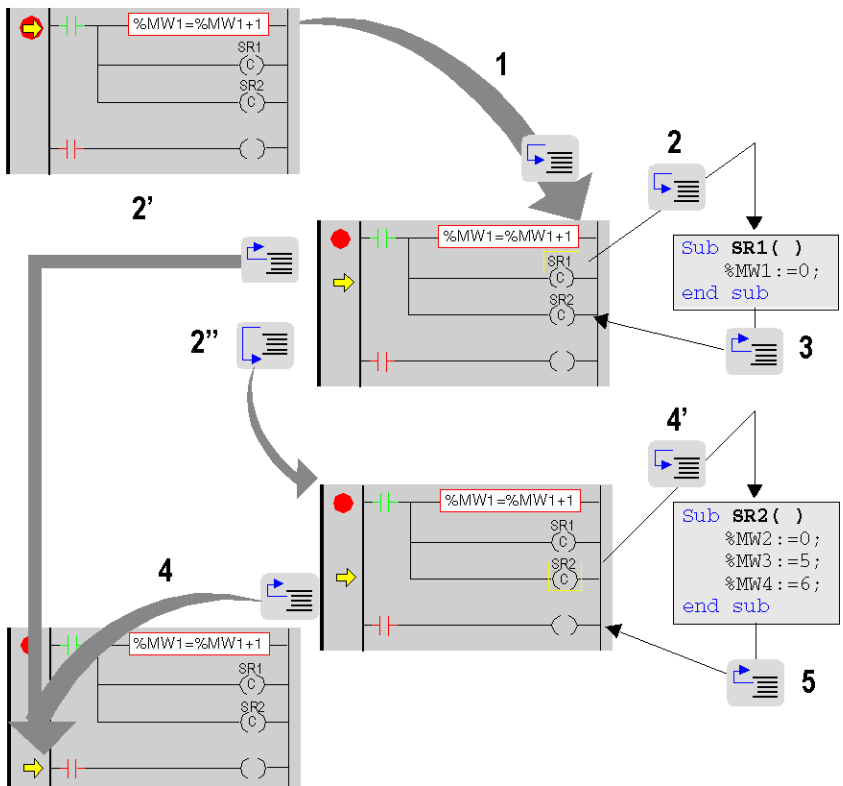 %MW1=%MW1+1
SR1
(C)
SR2
(C)
( )
1
2
2'
%MW1=%MW1+1
SR1
(C)
SR2
(C)
( )
Sub SR1( )
%MW1:=0;
end sub
3
2”
4'
%MW1=%MW1+1
SR1
(C)
SR2
(C)
( )
Sub SR2( )
%MW2:=0;
%MW3:=5;
%MW4:=6;
end sub
5
4
%MW1=%MW1+1
SR1
(C)
SR2
(C)
( )